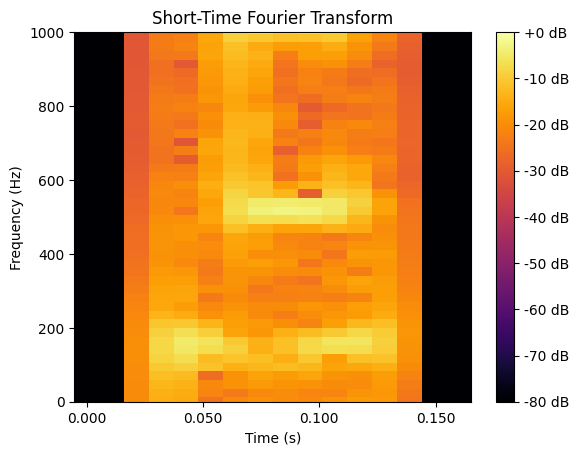 Short-Time Fourier Transform
1000
800
600
400
200
0
Frequency (Hz)
0.000
0.050
0.100
0.150
Time (s)
+0 dB
-10 dB
-20 dB
-30 dB
-40 dB
-50 dB
-60 dB
-70 dB
-80 dB